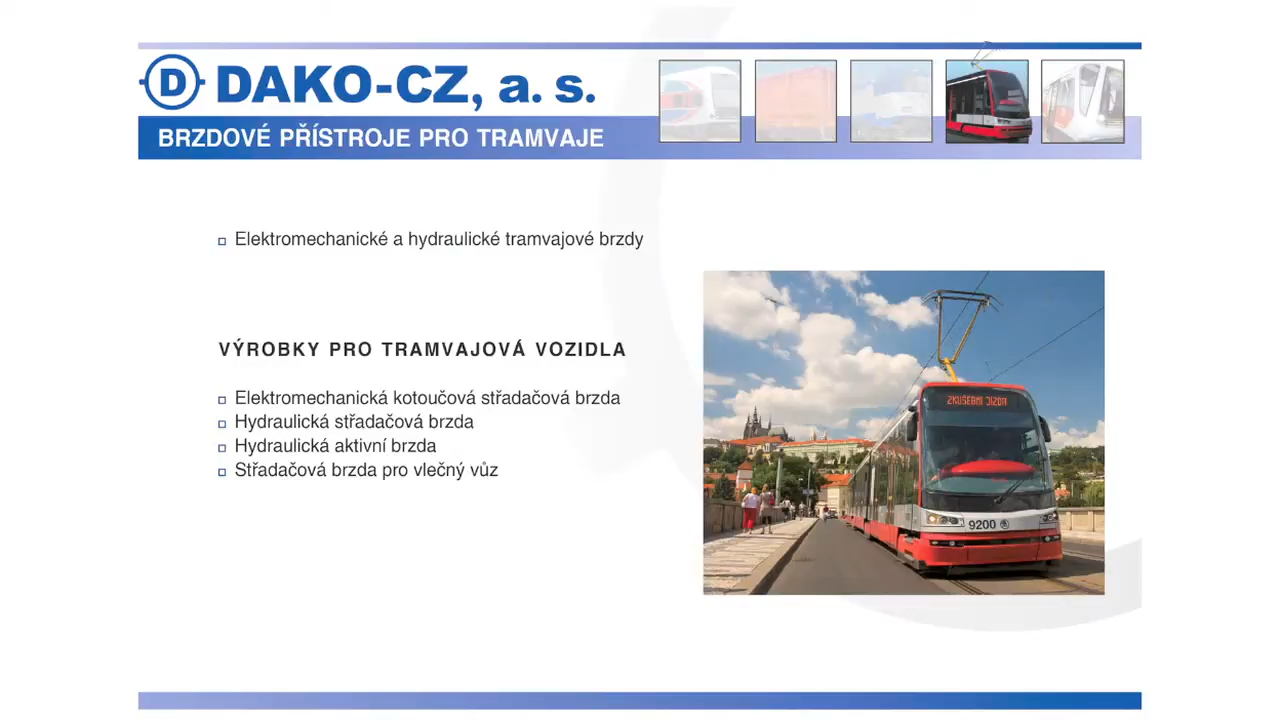 D DAKO-CZ, a. s.
BRZDOVÉ PŘÍSTROJE PRO TRAMVAJE
Elektromechanické a hydraulické tramvajové brzdy
VÝROBKY PRO TRAMVAJOVÁ VOZIDLA
Elektromechanická kotoučová střadačová brzda
Hydraulická střadačová brzda
Hydraulická aktivní brzda
Střadačová brzda pro vlečný vůz
ZKUŠEBNÍ JÍZDA
9200